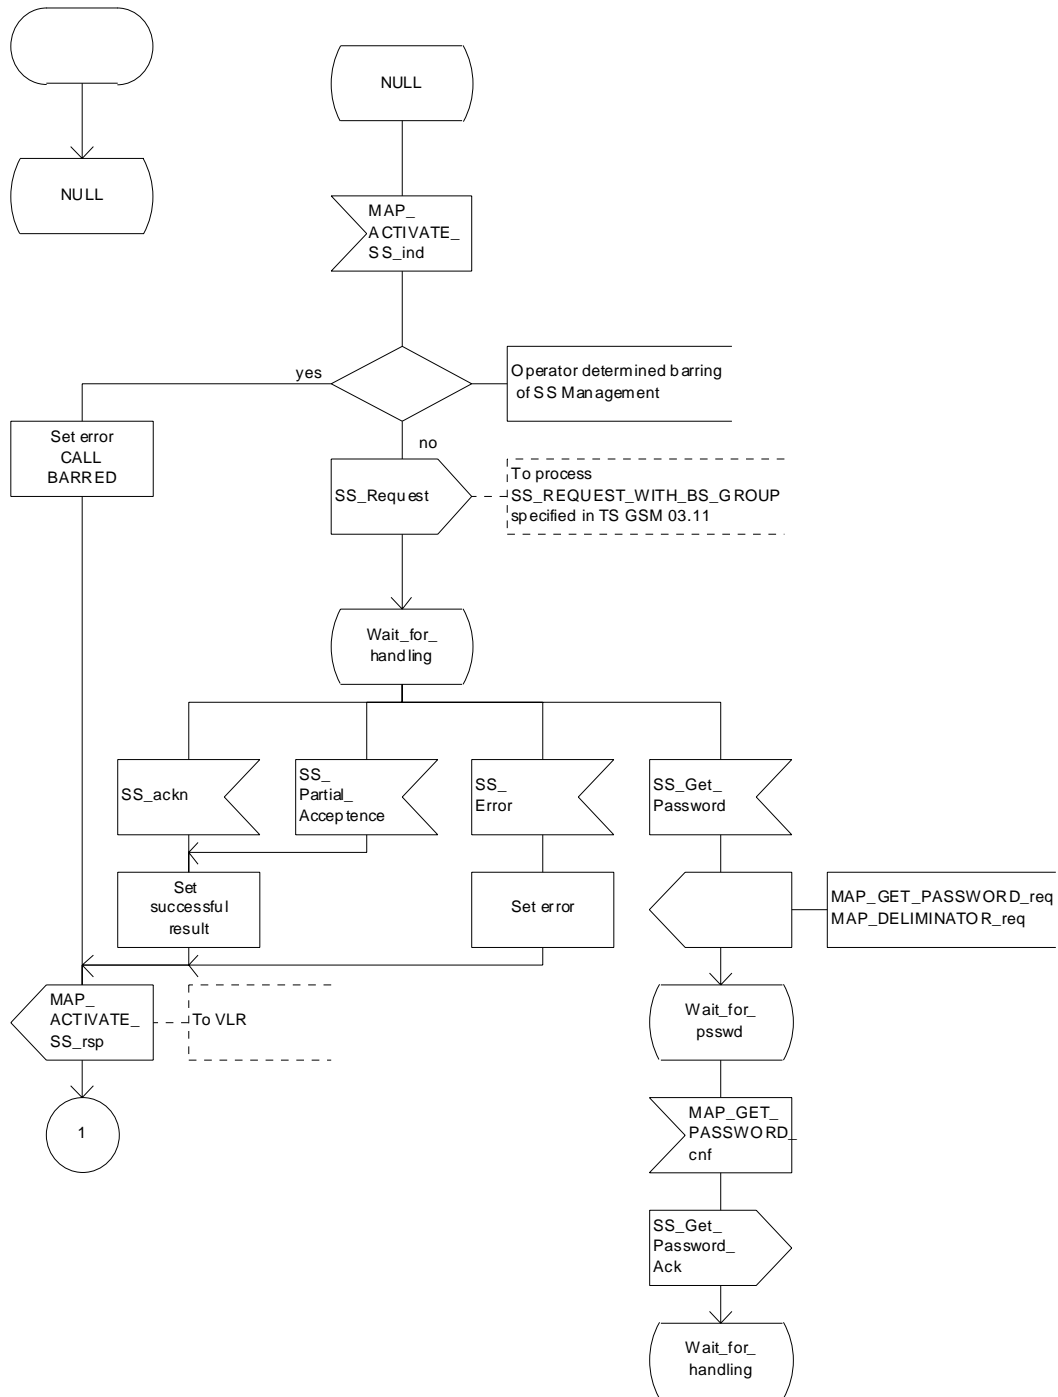 NULL
NULL
MAP_
ACTIVATE_
SS_ind
yes
Operator determined barring
of SS Management
Set error
CALL
BARRED
no
SS_Request
To process
SS_REQUEST_WITH_BS_GROUP
specified in TS GSM 03.11
Wait_for_
handling
SS_ackn
SS_
Partial_
Acceptence
SS_
Error
SS_Get_
Password
Set
successful
result
Set error
MAP_GET_PASSWORD_req
MAP_DELIMINATOR_req
MAP_
ACTIVATE_
SS_rsp
To VLR
Wait_for_
psswd
1
MAP_GET_
PASSWORD_
cnf
SS_Get_
Password_
Ack
Wait_for_
handling